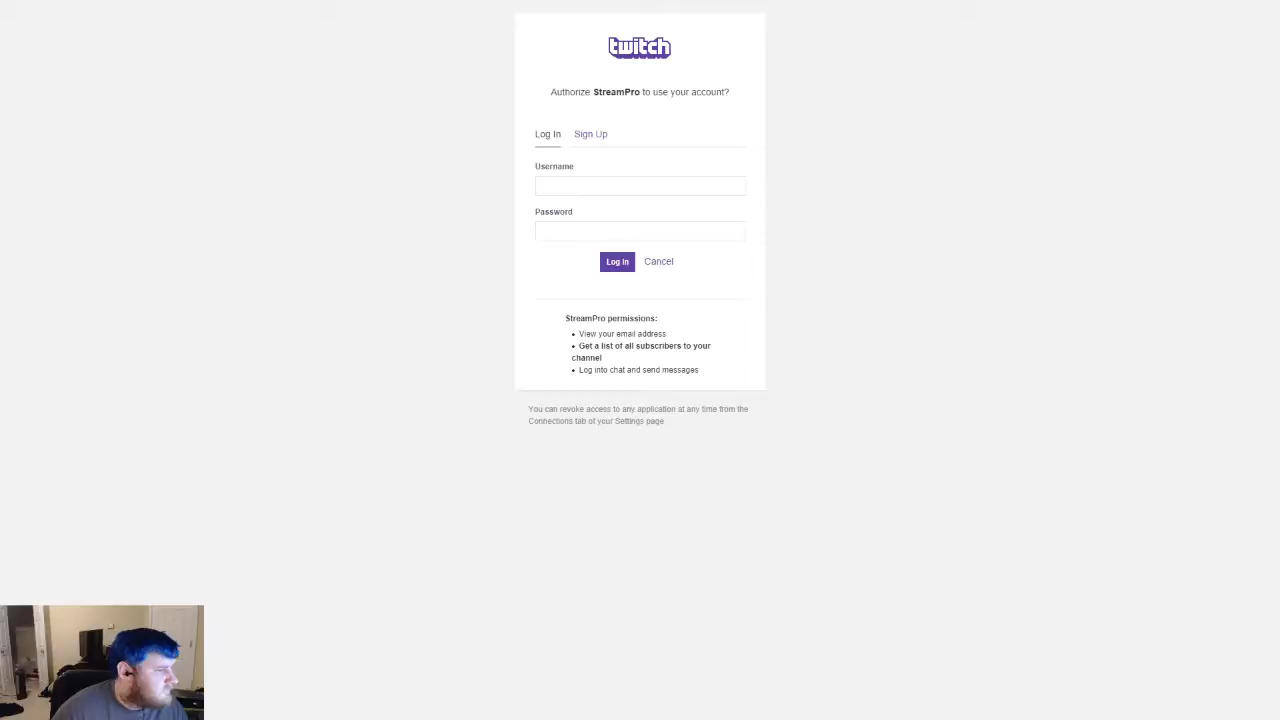 twitch
Authorize StreamPro to use your account?
Log In Sign Up
Username
Password
Log In Cancel
StreamPro permissions:
• View your email address
• Get a list of all subscribers to your
channel
• Log into chat and send messages
You can revoke access to any application at any time from the
Connections tab of your Settings page